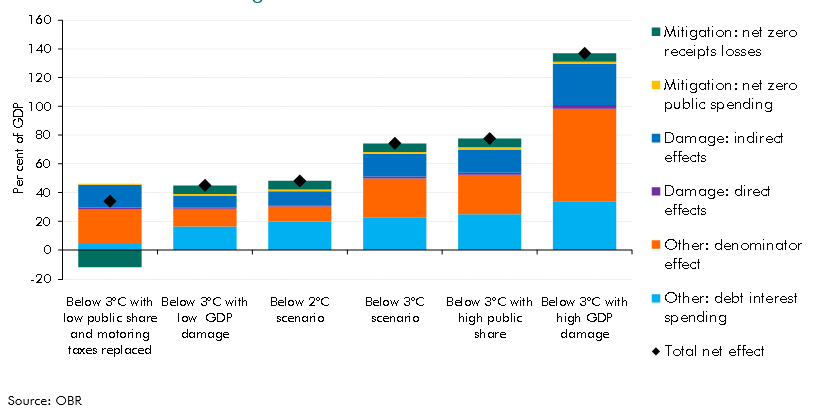 160
140
120
100
80
60
40
20
0
-20
Per cent of GDP
Below 3°C with
low public share
and motoring
taxes replaced
Below 3°C with
low GDP
damage
Below 2°C
scenario
Below 3°C
scenario
Below 3°C with
high public
share
Below 3°C with
high GDP
damage
Mitigation: net zero
receipts losses
Mitigation: net zero
public spending
Damage: indirect
effects
Damage: direct
effects
Other: denominator
effect
Other: debt interest
spending
Total net effect
Source: OBR